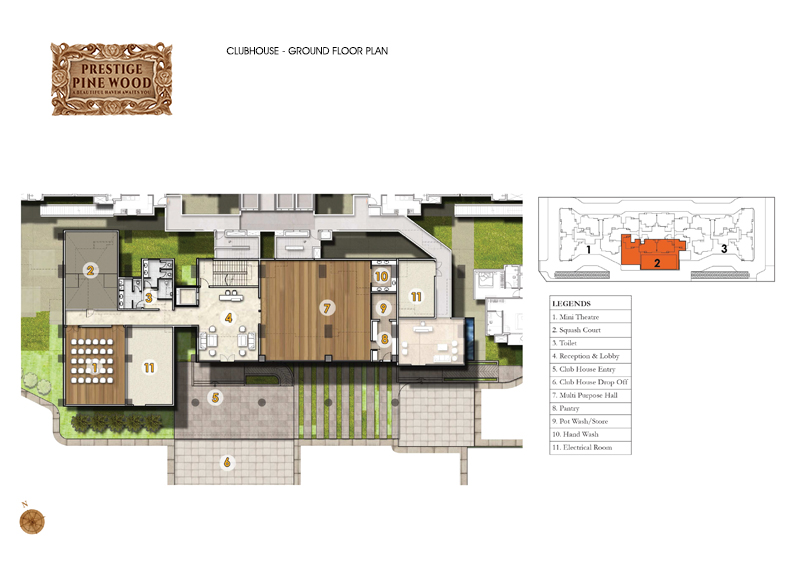 CLUBHOUSE - GROUND FLOOR PLAN
PRESTIGE
PINE WOOD
A BEAUTIFUL HAVEN AWAITS YOU
2
3
4
7
10
9
8
11
1
11
5
6
1
2
3
LEGENDS
1. Mini Theatre
2. Squash Court
3. Toilet
4. Reception & Lobby
5. Club House Entry
6. Club House Drop Off
7. Multi Purpose Hall
8. Pantry
9. Pot Wash/Store
10. Hand Wash
11. Electrical Room
N